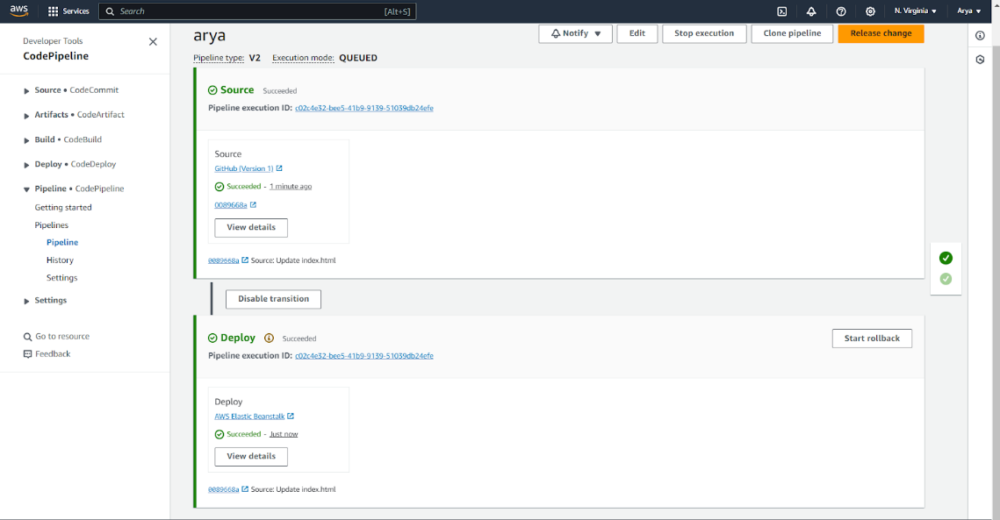 aws Services Search [Alt+S] N. Virginia Arya
Developer Tools
CodePipeline
Source • CodeCommit
Artifacts • CodeArtifact
Build • CodeBuild
Deploy • CodeDeploy
Pipeline • CodePipeline
Getting started
Pipelines
Pipeline
History
Settings
Settings
Go to resource
Feedback
arya
Notify Edit Stop execution Clone pipeline Release change
Pipeline type: V2 Execution mode: QUEUED
Source Succeeded
Pipeline execution ID: c02c4e32-bee5-41b9-9139-51039db24efe
Source
GitHub (Version 1)
Succeeded - 1 minute ago
0089668a
View details
0089668a Source: Update index.html
Disable transition
Deploy Succeeded
Start rollback
Pipeline execution ID: c02c4e32-bee5-41b9-9139-51039db24efe
Deploy
AWS Elastic Beanstalk
Succeeded - Just now
View details
0089668a Source: Update index.html